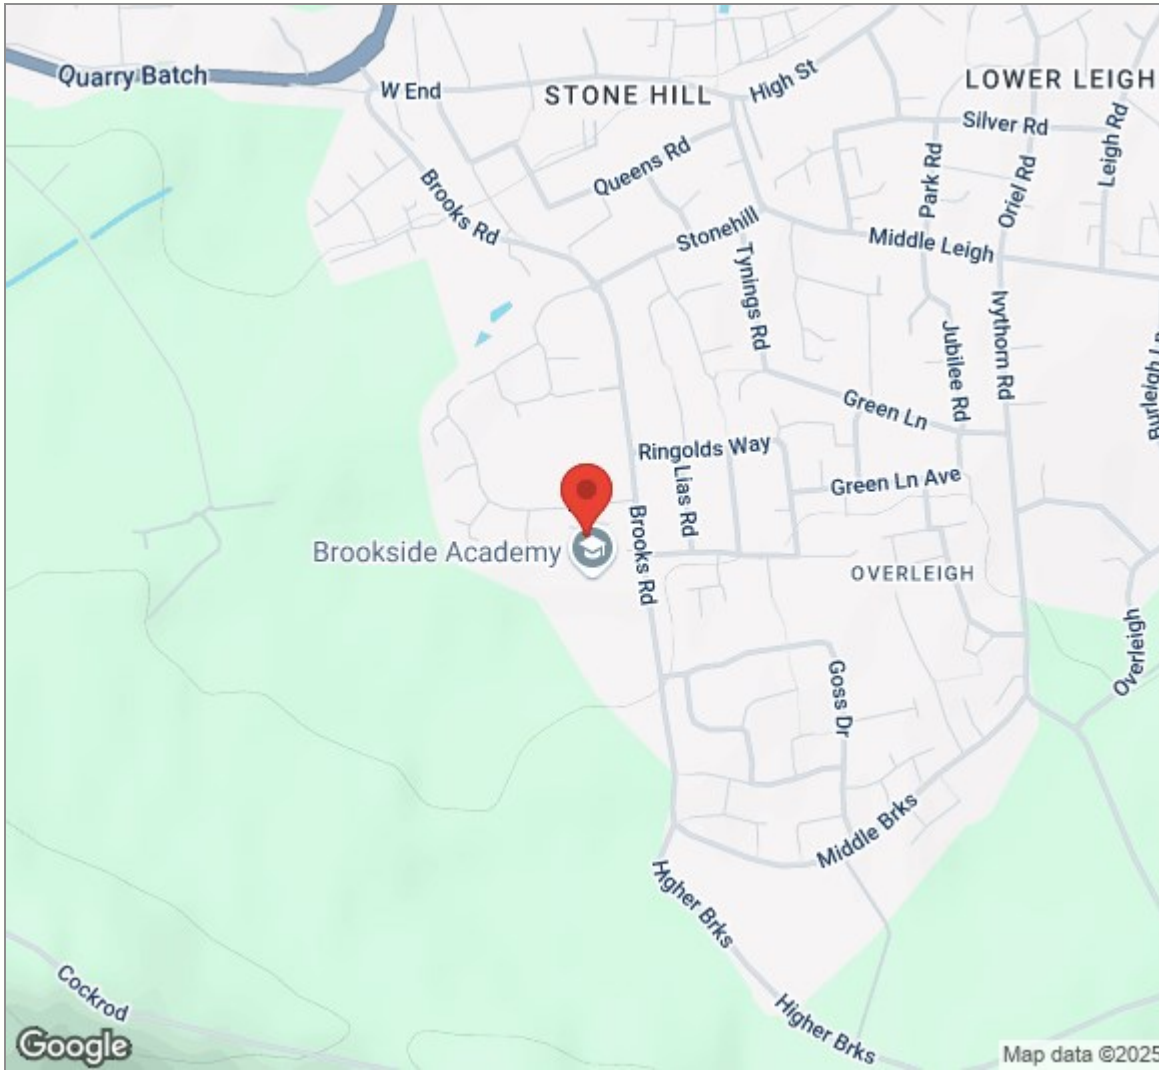 Quarry Batch
W End
STONE HILL
High St
LOWER LEIGH
Silver Rd
Leigh Rd
Queens Rd
Park Rd
Oriel Rd
Brooks Rd
Stonehill
Middle Leigh
Tynings Rd
Ivythorn Rd
Jubilee Rd
Burleigh Ln
Green Ln
Ringolds Way
Lias Rd
Green Ln Ave
Brooks Rd
Brookside Academy
OVERLEIGH
Overleigh
Goss Dr
Middle Brks
Higher Brks
Cockrod
Higher Brks
Google
Map data ©2025